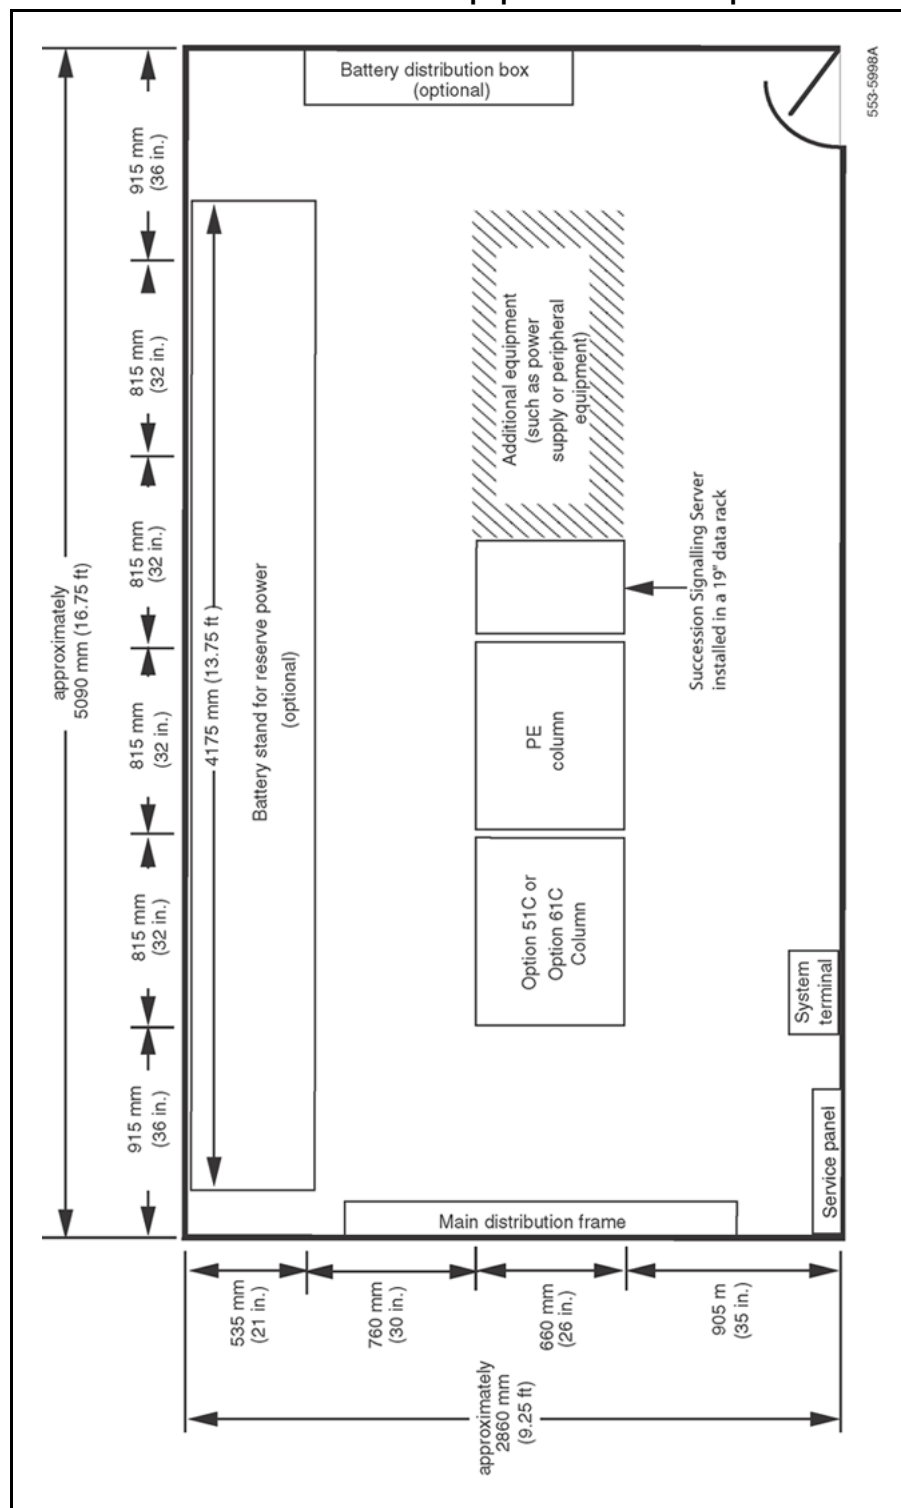 553-5998A
Battery distribution box
(optional)
915 mm
(36 in.)
815 mm
(32 in.)
815 mm
(32 in.)
815 mm
(32 in.)
815 mm
(32 in.)
915 mm
(36 in.)
approximately
5090 mm (16.75 ft)
4175 mm (13.75 ft )
Battery stand for reserve power
(optional)
Additional equipment
(such as power
supply or peripheral
equipment)
Succession Signalling Server
installed in a 19" data rack
PE
column
Option 51C or
Option 61C
Column
System
terminal
Service panel
Main distribution frame
535 mm
(21 in.)
760 mm
(30 in.)
660 mm
(26 in.)
905 m
(35 in.)
approximately
2860 mm
(9.25 ft)